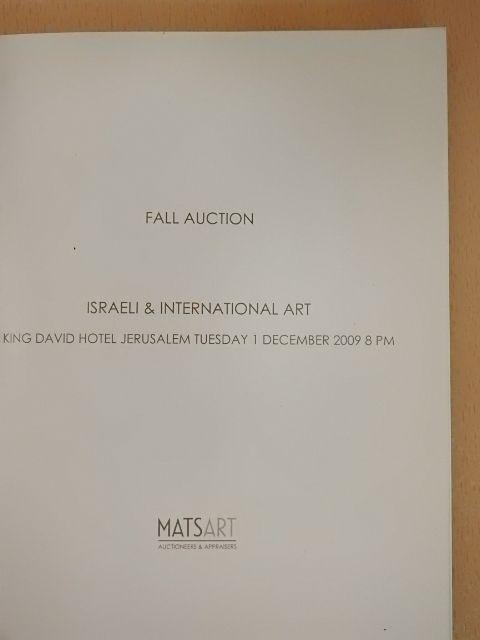 FALL AUCTION
ISRAELI & INTERNATIONAL ART
KING DAVID HOTEL JERUSALEM TUESDAY 1 DECEMBER 2009 8 PM
MATSART
AUCTIONEERS & APPRAISERS